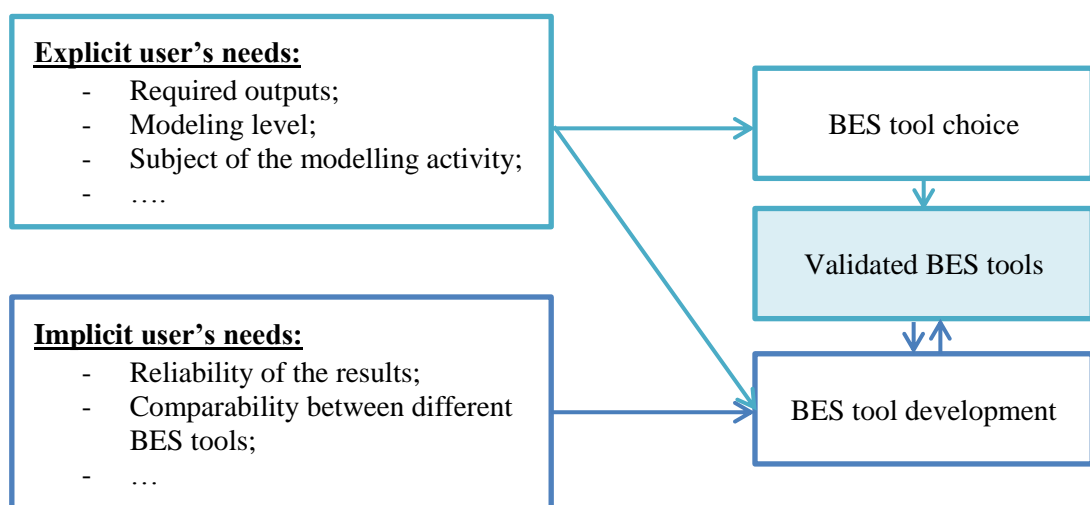 Explicit user’s needs:
- Required outputs;
- Modeling level;
- Subject of the modelling activity;
- ….
BES tool choice
Validated BES tools
Implicit user’s needs:
- Reliability of the results;
- Comparability between different
BES tools;
- …
BES tool development